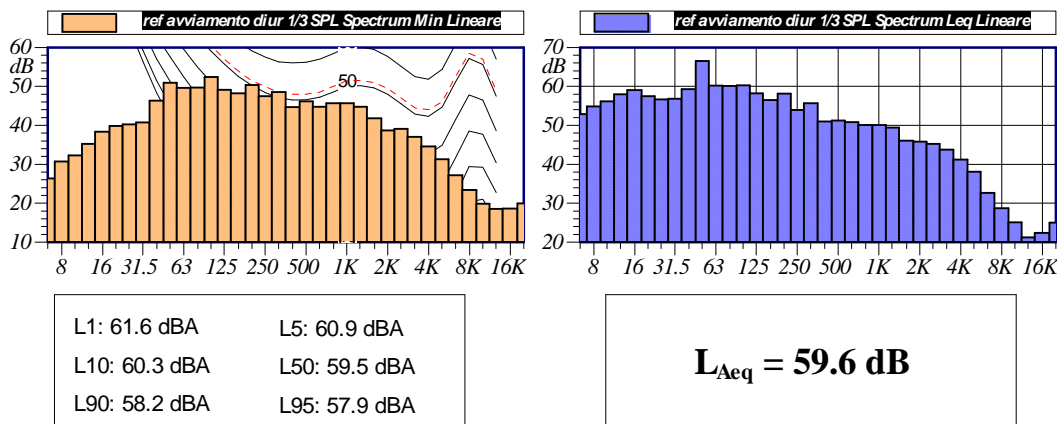 ref avviamento diur 1/3 SPL Spectrum Min Lineare
60
dB
50
40
30
20
10
50
8 16 31.5 63 125 250 500 1K 2K 4K 8K 16K
ref avviamento diur 1/3 SPL Spectrum Leq Lineare
70
dB
60
50
40
30
20
8 16 31.5 63 125 250 500 1K 2K 4K 8K 16K
L1: 61.6 dBA L5: 60.9 dBA
L10: 60.3 dBA L50: 59.5 dBA
L90: 58.2 dBA L95: 57.9 dBA
LAeq = 59.6 dB